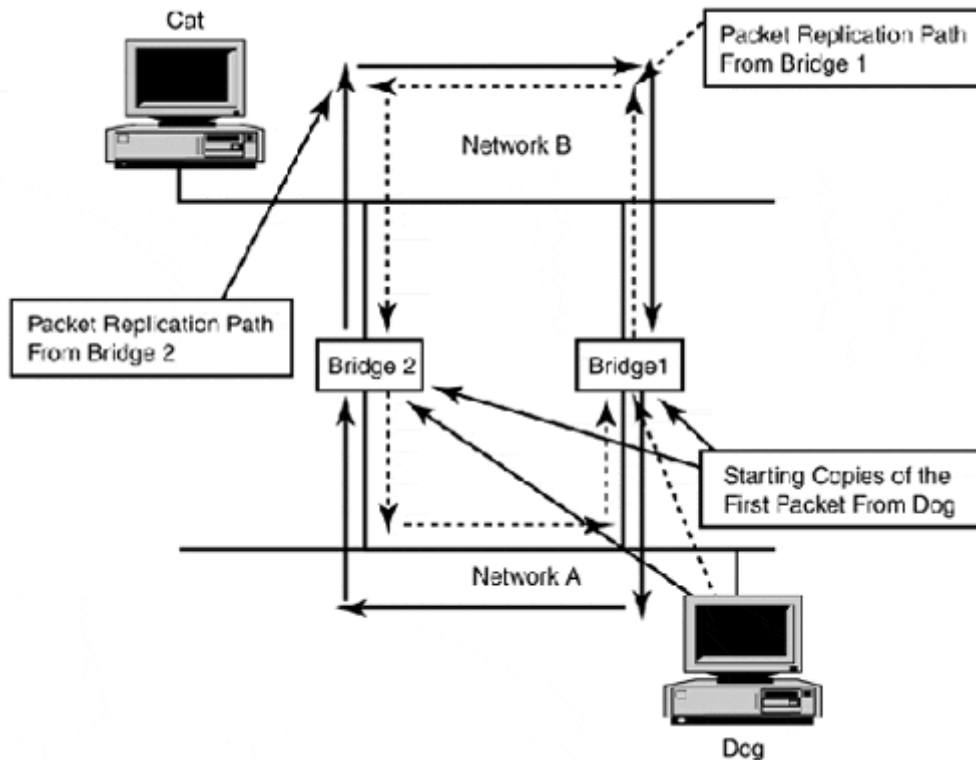 Cat
Packet Replication Path
From Bridge 1
Network B
Packet Replication Path
From Bridge 2
Bridge 2
Bridge1
Starting Copies of the
First Packet From Dog
Network A
Dog